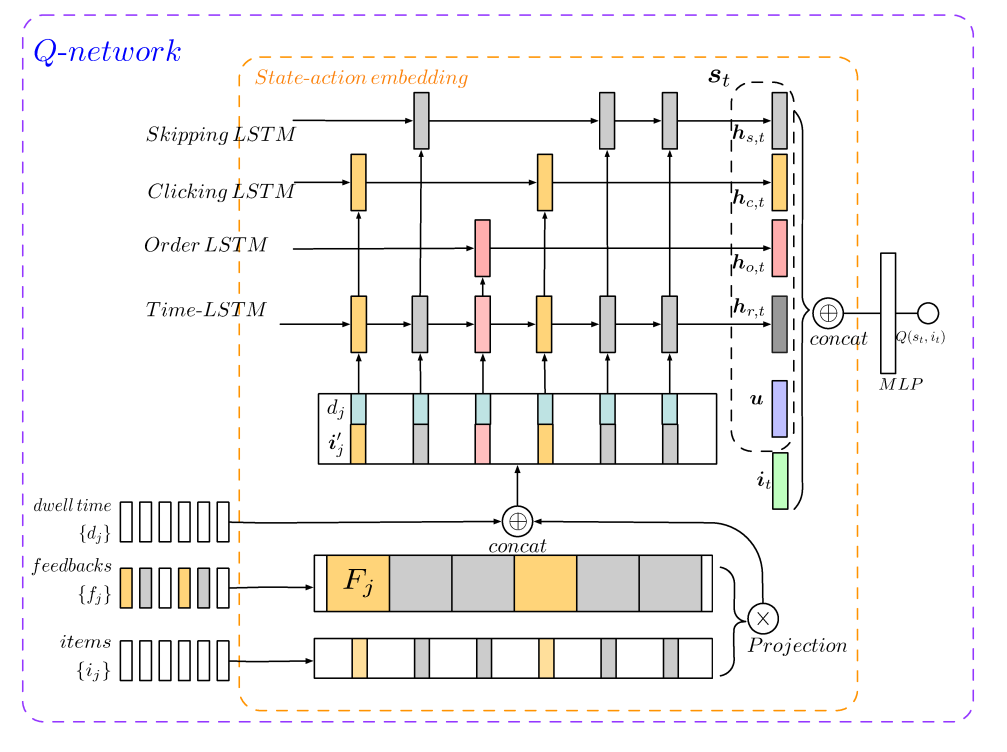 Q-network
State-action embedding
s_t
Skipping LSTM
h_{s,t}
Clicking LSTM
h_{c,t}
Order LSTM
h_{o,t}
Time-LSTM
h_{r,t}
concat
Q(s_t, i_t)
MLP
u
d_j
i'_j
i_t
dwell time
{d_j}
concat
feedbacks
{f_j}
F_j
items
{i_j}
Projection